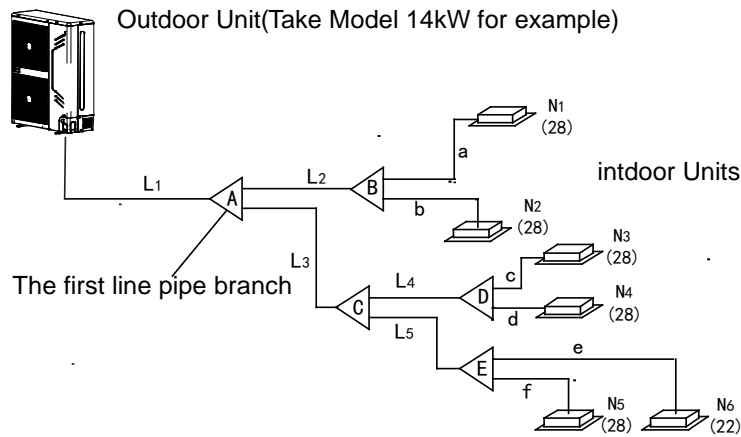 Outdoor Unit(Take Model 14kW for example)
N1
(28)
a
intdoor Units
L2
B
L1
A
b
N2
(28)
N3
(28)
c
L3
The first line pipe branch
L4
D
N4
(28)
d
C
L5
e
E
f
N5
(28)
N6
(22)